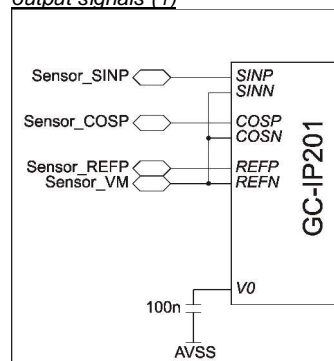 output signals (1)
Sensor_SINP
SINP
SINN
Sensor_COSP
COSP
COSN
Sensor_REFP
REFP
Sensor_VM
REFN
GC-IP201
V0
100n
AVSS